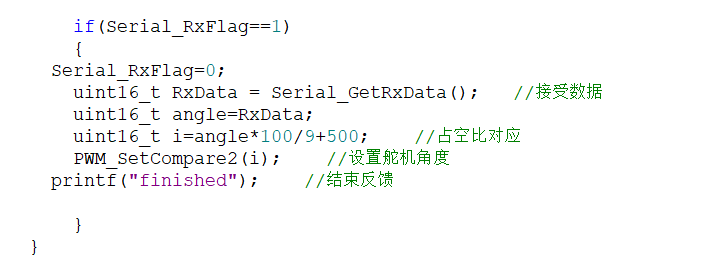 if(Serial_RxFlag==1)
{
Serial_RxFlag=0;
uint16_t RxData = Serial_GetRxData();   //接受数据
uint16_t angle=RxData;
uint16_t i=angle*100/9+500;    //占空比对应
PWM_SetCompare2(i);    //设置舵机角度
printf("finished");    //结束反馈
}
}